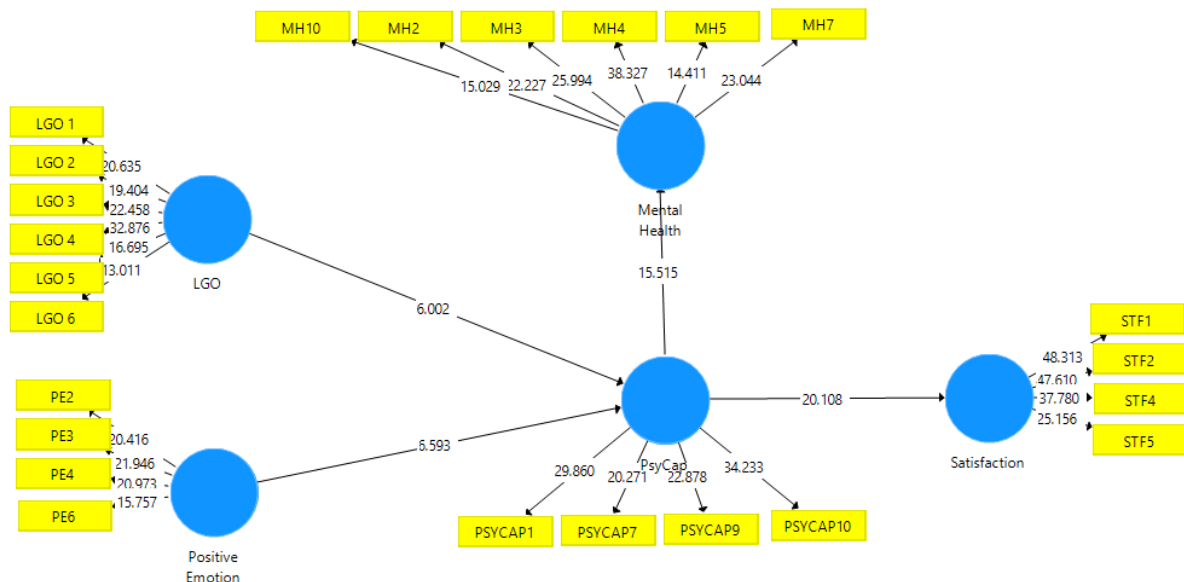 MH10
MH2
MH3
MH4
MH5
MH7
15.029
22.227
25.994
38.327
14.411
23.044
Mental
Health
LGO 1
LGO 2
LGO 3
LGO 4
LGO 5
LGO 6
20.635
19.404
22.458
32.876
16.695
13.011
LGO
6.002
15.515
PE2
PE3
PE4
PE6
20.416
21.946
20.973
15.757
Positive
Emotion
6.593
PsyCap
29.860
20.271
22.878
34.233
PSYCAP1
PSYCAP7
PSYCAP9
PSYCAP10
20.108
Satisfaction
48.313
47.610
37.780
25.156
STF1
STF2
STF4
STF5